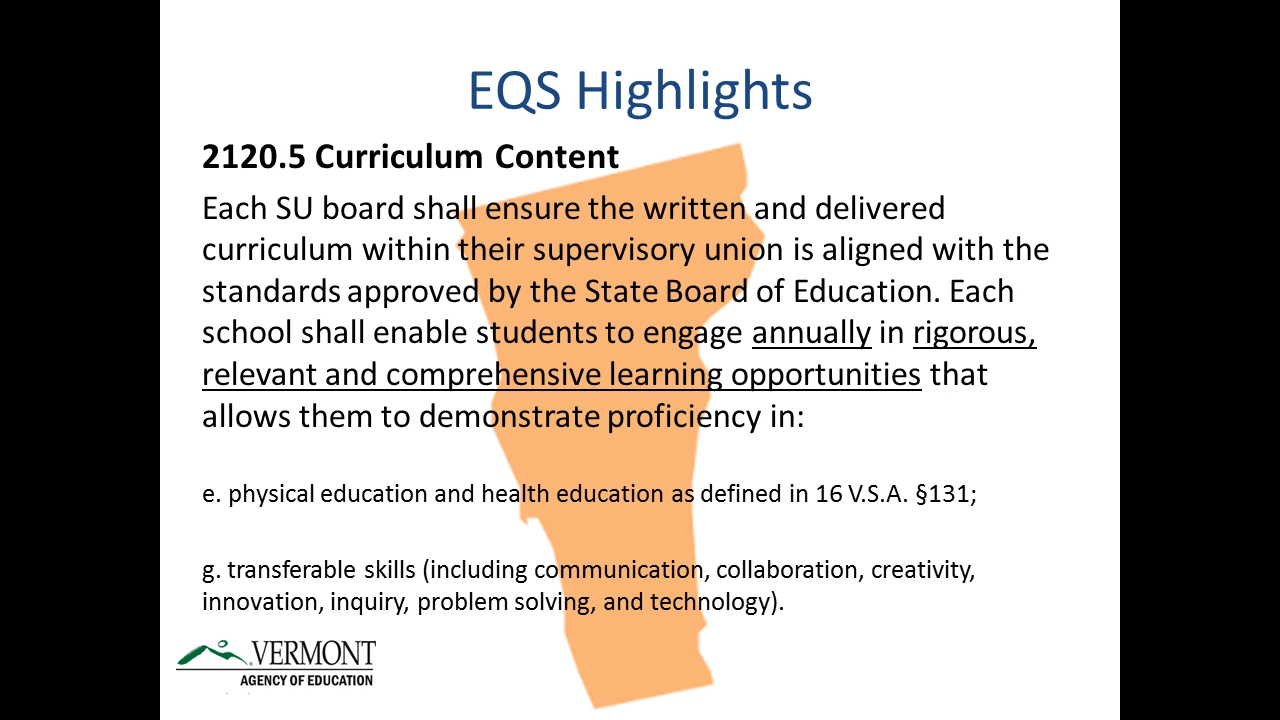 EQS Highlights
2120.5 Curriculum Content
Each SU board shall ensure the written and delivered
curriculum within their supervisory union is aligned with the
standards approved by the State Board of Education. Each
school shall enable students to engage annually in rigorous,
relevant and comprehensive learning opportunities that
allows them to demonstrate proficiency in:
e. physical education and health education as defined in 16 V.S.A. §131;
g. transferable skills (including communication, collaboration, creativity,
innovation, inquiry, problem solving, and technology).
VERMONT
AGENCY OF EDUCATION